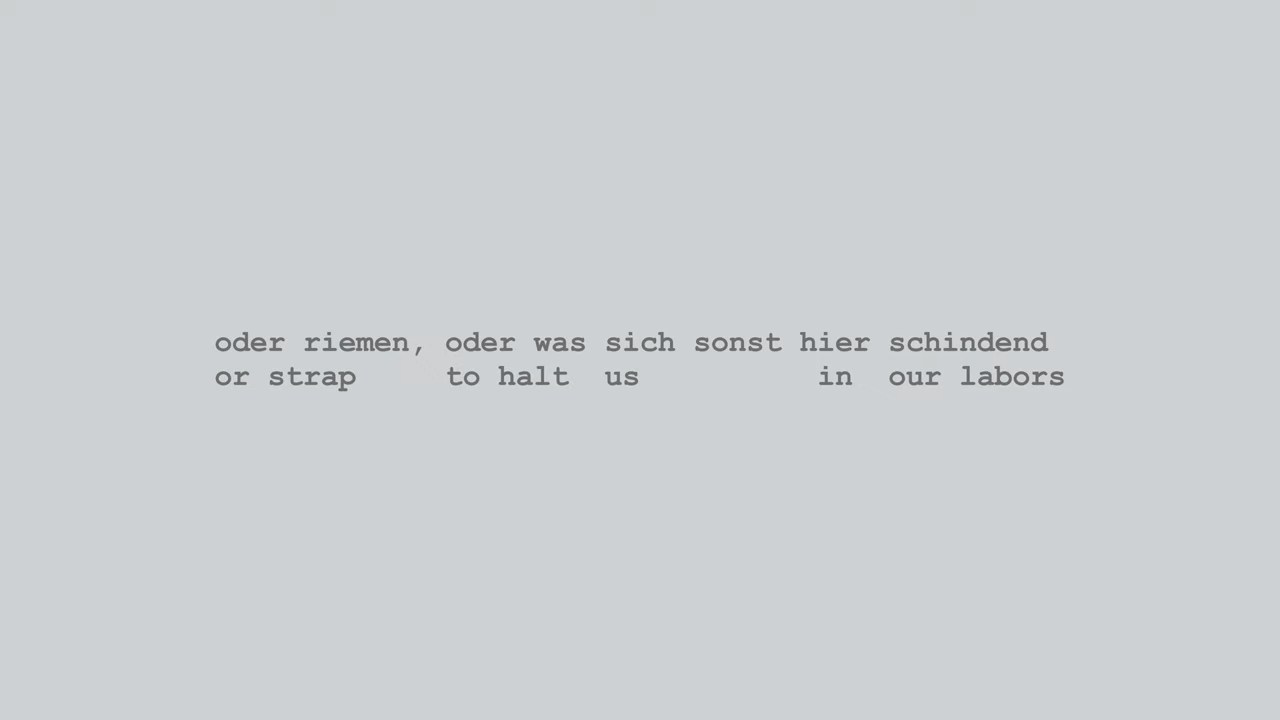 oder riemen, oder was sich sonst hier schindend
or strap to halt us in our labors